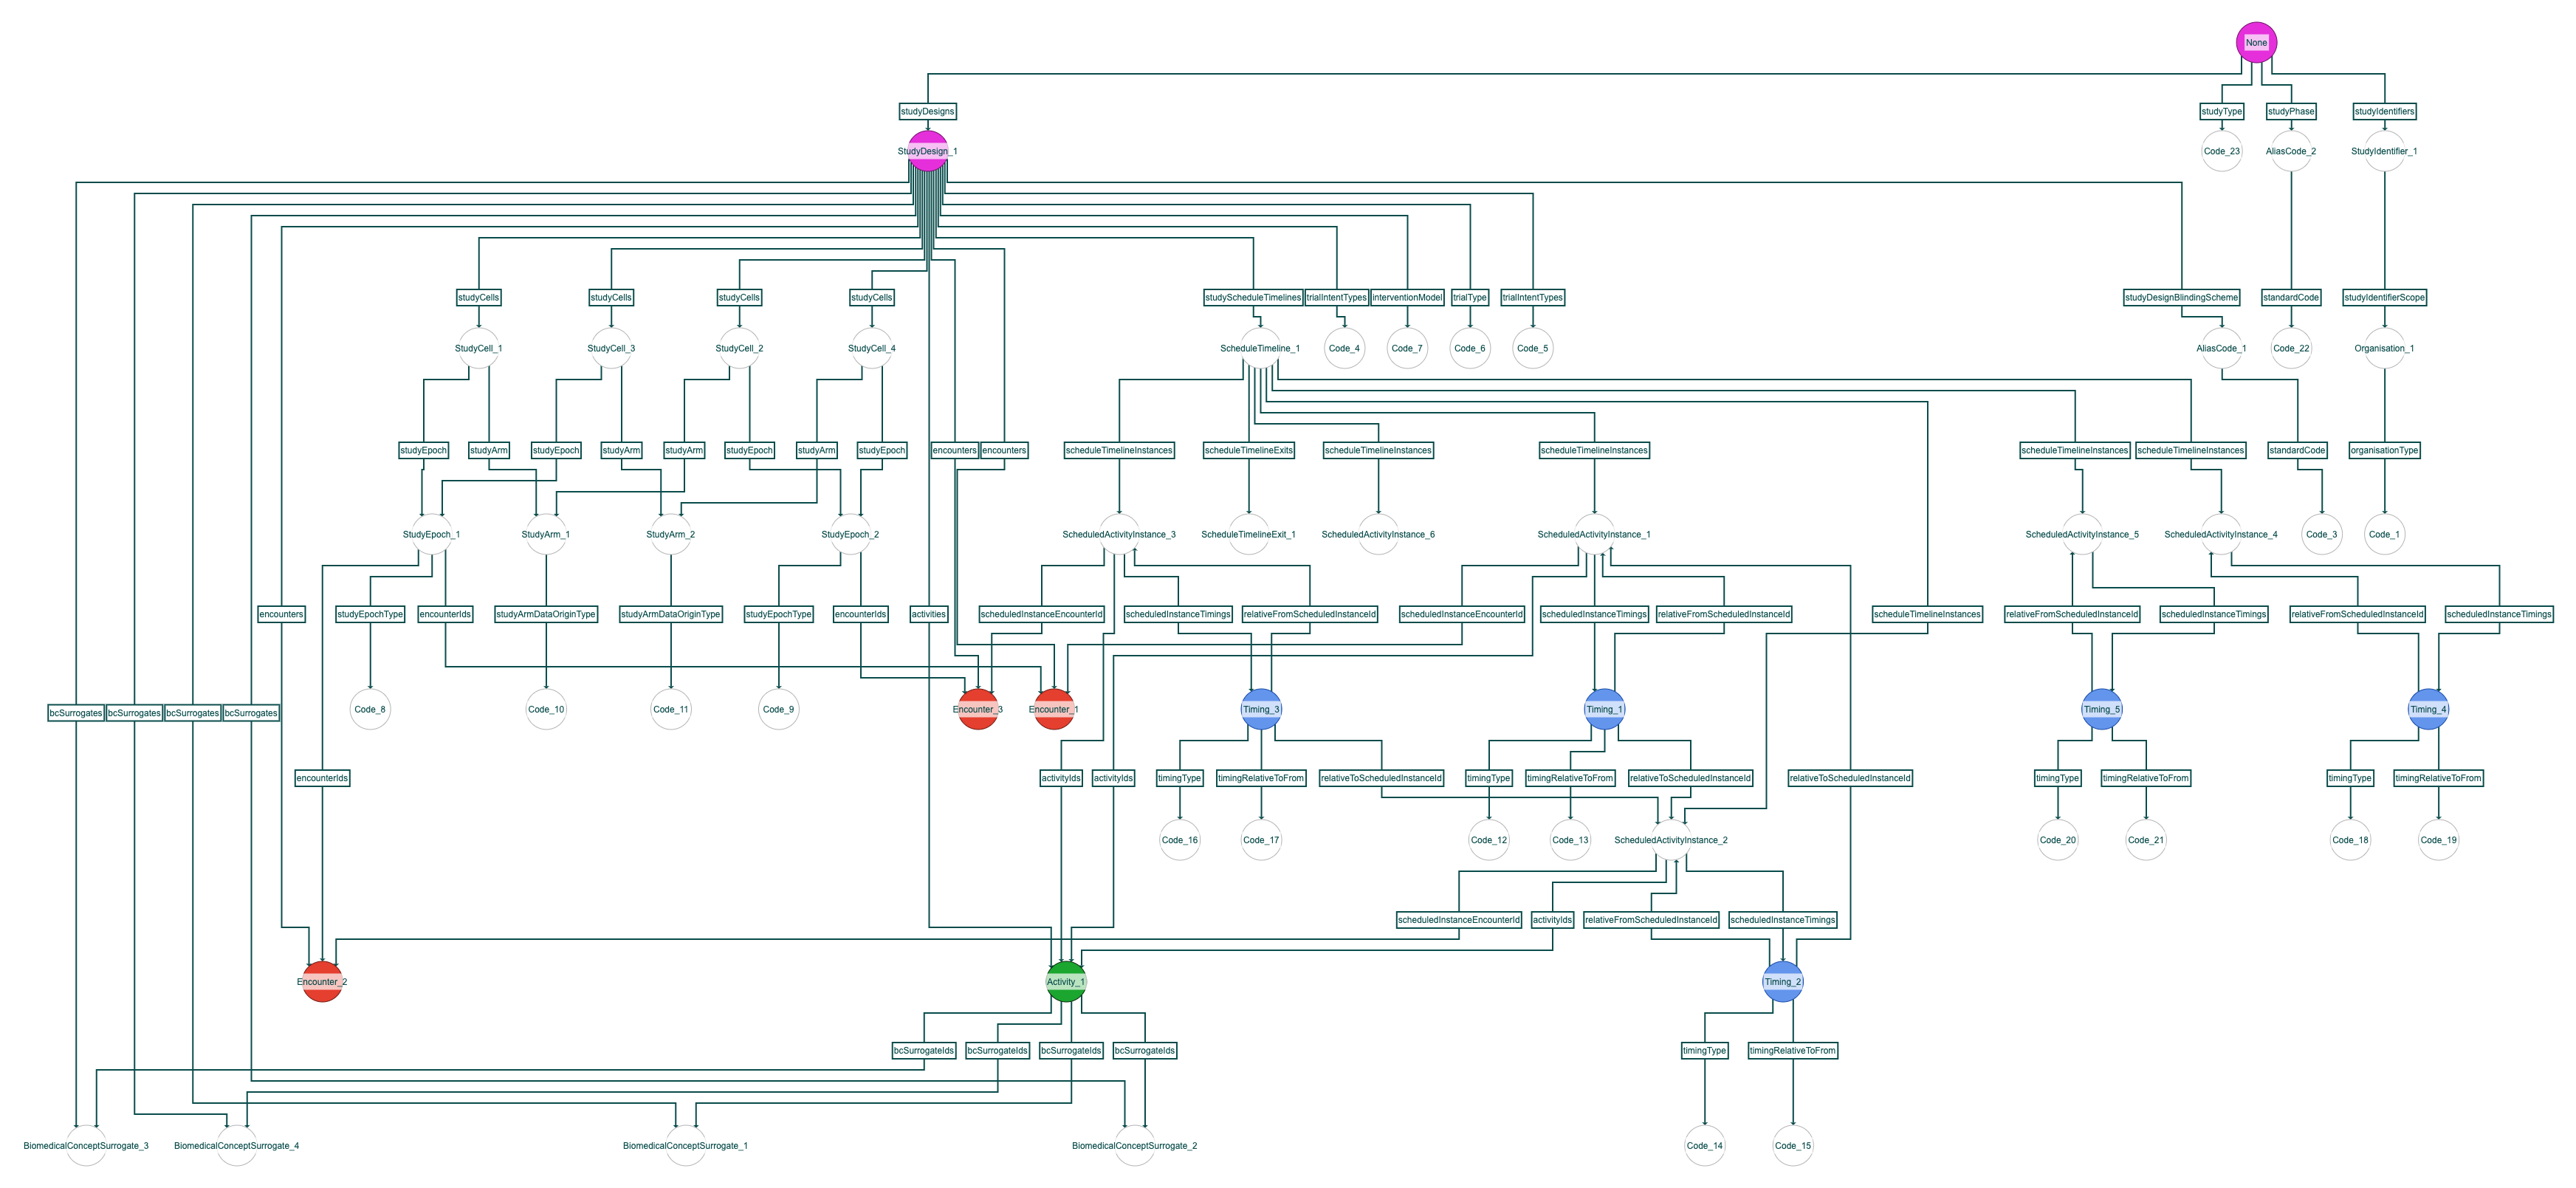 None
studyDesigns
studyType
studyPhase
studyIdentifiers
StudyDesign_1
Code_23
AliasCode_2
StudyIdentifier_1
studyCells
studyCells
studyCells
studyCells
studyScheduleTimelines
trialIntentTypes
interventionModel
trialType
trialIntentTypes
studyDesignBlindingScheme
standardCode
studyIdentifierScope
StudyCell_1
StudyCell_3
StudyCell_2
StudyCell_4
ScheduleTimeline_1
Code_4
Code_7
Code_6
Code_5
AliasCode_1
Code_22
Organisation_1
studyEpoch
studyArm
studyEpoch
studyArm
studyArm
studyEpoch
studyArm
studyEpoch
encounters
encounters
scheduleTimelineInstances
scheduleTimelineExits
scheduleTimelineInstances
scheduleTimelineInstances
scheduleTimelineInstances
scheduleTimelineInstances
standardCode
organisationType
StudyEpoch_1
StudyArm_1
StudyArm_2
StudyEpoch_2
ScheduledActivityInstance_3
ScheduleTimelineExit_1
ScheduledActivityInstance_6
ScheduledActivityInstance_1
ScheduledActivityInstance_5
ScheduledActivityInstance_4
Code_3
Code_1
encounters
studyEpochType
encounterIds
studyArmDataOriginType
studyArmDataOriginType
studyEpochType
encounterIds
activities
scheduledInstanceEncounterId
scheduledInstanceTimings
relativeFromScheduledInstanceId
scheduledInstanceEncounterId
scheduledInstanceTimings
relativeFromScheduledInstanceId
scheduleTimelineInstances
relativeFromScheduledInstanceId
scheduledInstanceTimings
relativeFromScheduledInstanceId
scheduledInstanceTimings
bcSurrogates
bcSurrogates
bcSurrogates
bcSurrogates
Code_8
Code_10
Code_11
Code_9
Encounter_3
Encounter_1
Timing_3
Timing_1
Timing_5
Timing_4
encounterIds
activityIds
activityIds
timingType
timingRelativeToFrom
relativeToScheduledInstanceId
timingType
timingRelativeToFrom
relativeToScheduledInstanceId
relativeToScheduledInstanceId
timingType
timingRelativeToFrom
timingType
timingRelativeToFrom
Code_16
Code_17
Code_12
Code_13
ScheduledActivityInstance_2
Code_20
Code_21
Code_18
Code_19
scheduledInstanceEncounterId
activityIds
relativeFromScheduledInstanceId
scheduledInstanceTimings
Encounter_2
Activity_1
Timing_2
bcSurrogateIds
bcSurrogateIds
bcSurrogateIds
bcSurrogateIds
timingType
timingRelativeToFrom
BiomedicalConceptSurrogate_3
BiomedicalConceptSurrogate_4
BiomedicalConceptSurrogate_1
BiomedicalConceptSurrogate_2
Code_14
Code_15